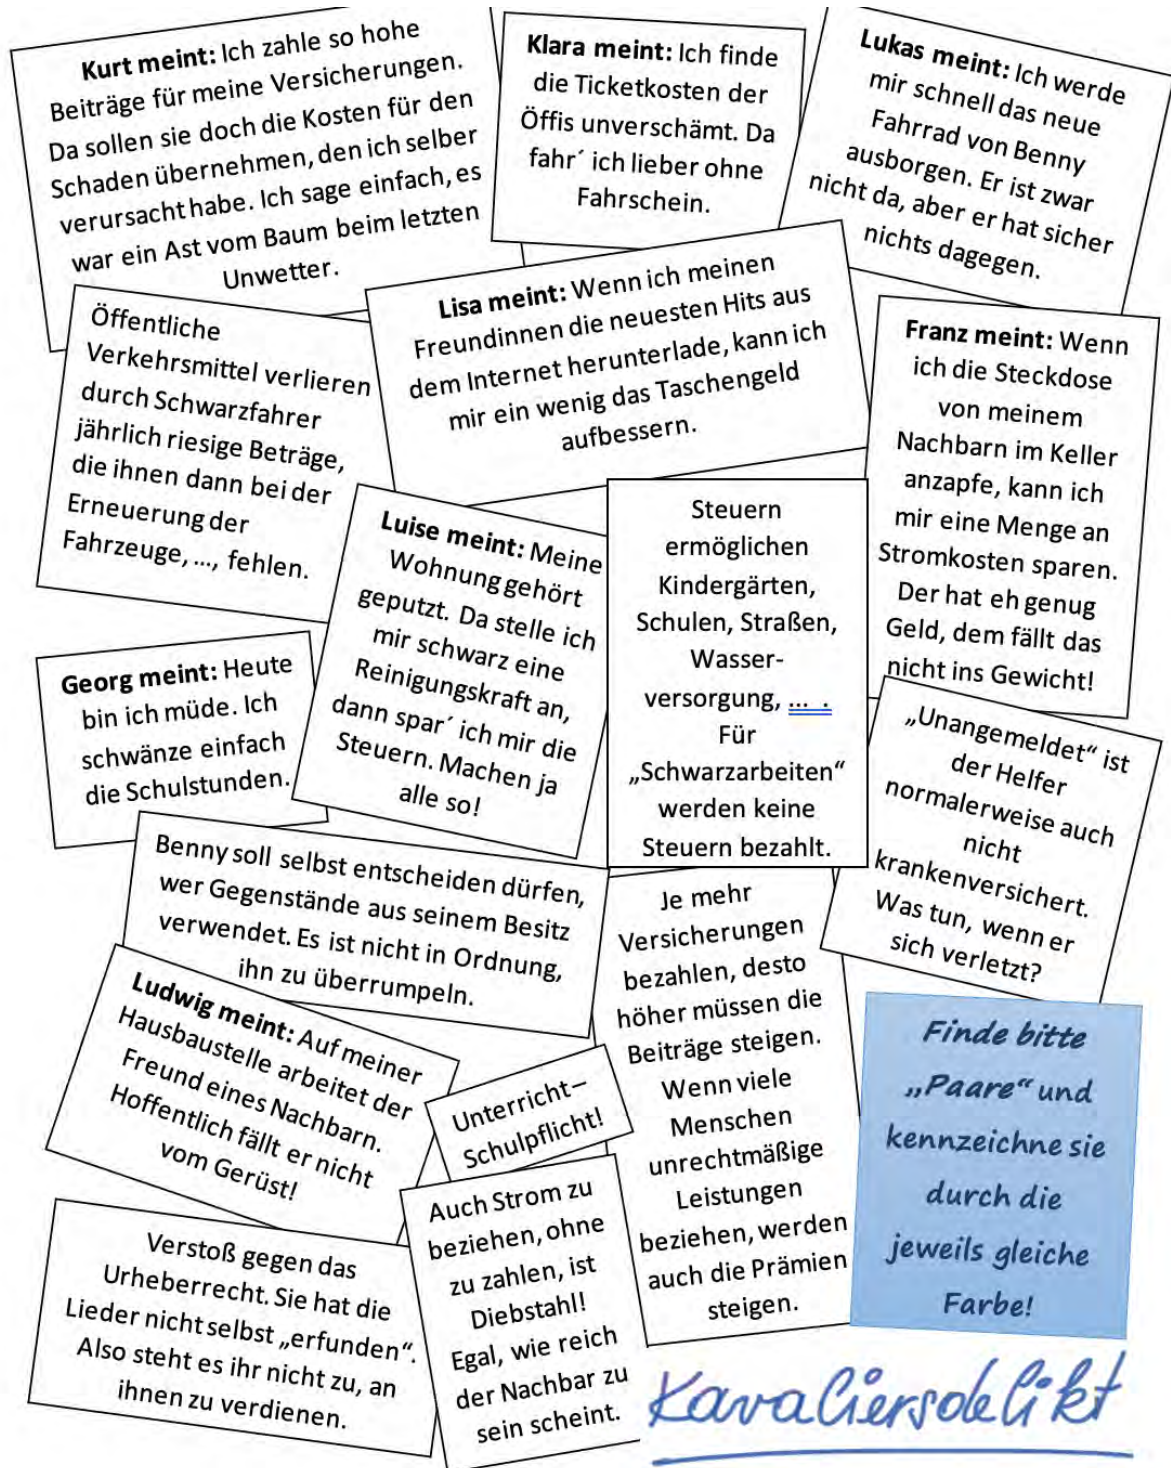 Kurt meint: Ich zahle so hohe
Beiträge für meine Versicherungen.
Da sollen sie doch die Kosten für den
Schaden übernehmen, den ich selber
verursacht habe. Ich sage einfach, es
war ein Ast vom Baum beim letzten
Unwetter.
Klara meint: Ich finde
die Ticketkosten der
Öffis unverschämt. Da
fahr´ ich lieber ohne
Fahrschein.
Lukas meint: Ich werde
mir schnell das neue
Fahrrad von Benny
ausborgen. Er ist zwar
nicht da, aber er hat sicher
nichts dagegen.
Öffentliche
Verkehrsmittel verlieren
durch Schwarzfahrer
jährlich riesige Beträge,
die ihnen dann bei der
Erneuerung der
Fahrzeuge, ..., fehlen.
Lisa meint: Wenn ich meinen
Freundinnen die neuesten Hits aus
dem Internet herunterlade, kann ich
mir ein wenig das Taschengeld
aufbessern.
Franz meint: Wenn
ich die Steckdose
von meinem
Nachbarn im Keller
anzapfe, kann ich
mir eine Menge an
Stromkosten sparen.
Der hat eh genug
Geld, dem fällt das
nicht ins Gewicht!
Luise meint: Meine
Wohnung gehört
geputzt. Da stelle ich
mir schwarz eine
Reinigungskraft an,
dann spar´ ich mir die
Steuern. Machen ja
alle so!
Steuern
ermöglichen
Kindergärten,
Schulen, Straßen,
Wasser-
versorgung, ... .
Für
„Schwarzarbeiten“
werden keine
Steuern bezahlt.
Georg meint: Heute
bin ich müde. Ich
schwänze einfach
die Schulstunden.
„Unangemeldet“ ist
der Helfer
normalerweise auch
nicht
krankenversichert.
Was tun, wenn er
sich verletzt?
Benny soll selbst entscheiden dürfen,
wer Gegenstände aus seinem Besitz
verwendet. Es ist nicht in Ordnung,
ihn zu überrumpeln.
Je mehr
Versicherungen
bezahlen, desto
höher müssen die
Beiträge steigen.
Wenn viele
Menschen
unrechtmäßige
Leistungen
beziehen, werden
auch die Prämien
steigen.
Ludwig meint: Auf meiner
Hausbaustelle arbeitet der
Freund eines Nachbarn.
Hoffentlich fällt er nicht
vom Gerüst!
Unterricht–
Schulpflicht!
Finde bitte
„Paare“ und
kennzeichne sie
durch die
jeweils gleiche
Farbe!
Verstoß gegen das
Urheberrecht. Sie hat die
Lieder nicht selbst „erfunden“.
Also steht es ihr nicht zu, an
ihnen zu verdienen.
Auch Strom zu
beziehen, ohne
zu zahlen, ist
Diebstahl!
Egal, wie reich
der Nachbar zu
sein scheint.
Kavaliersdelikt